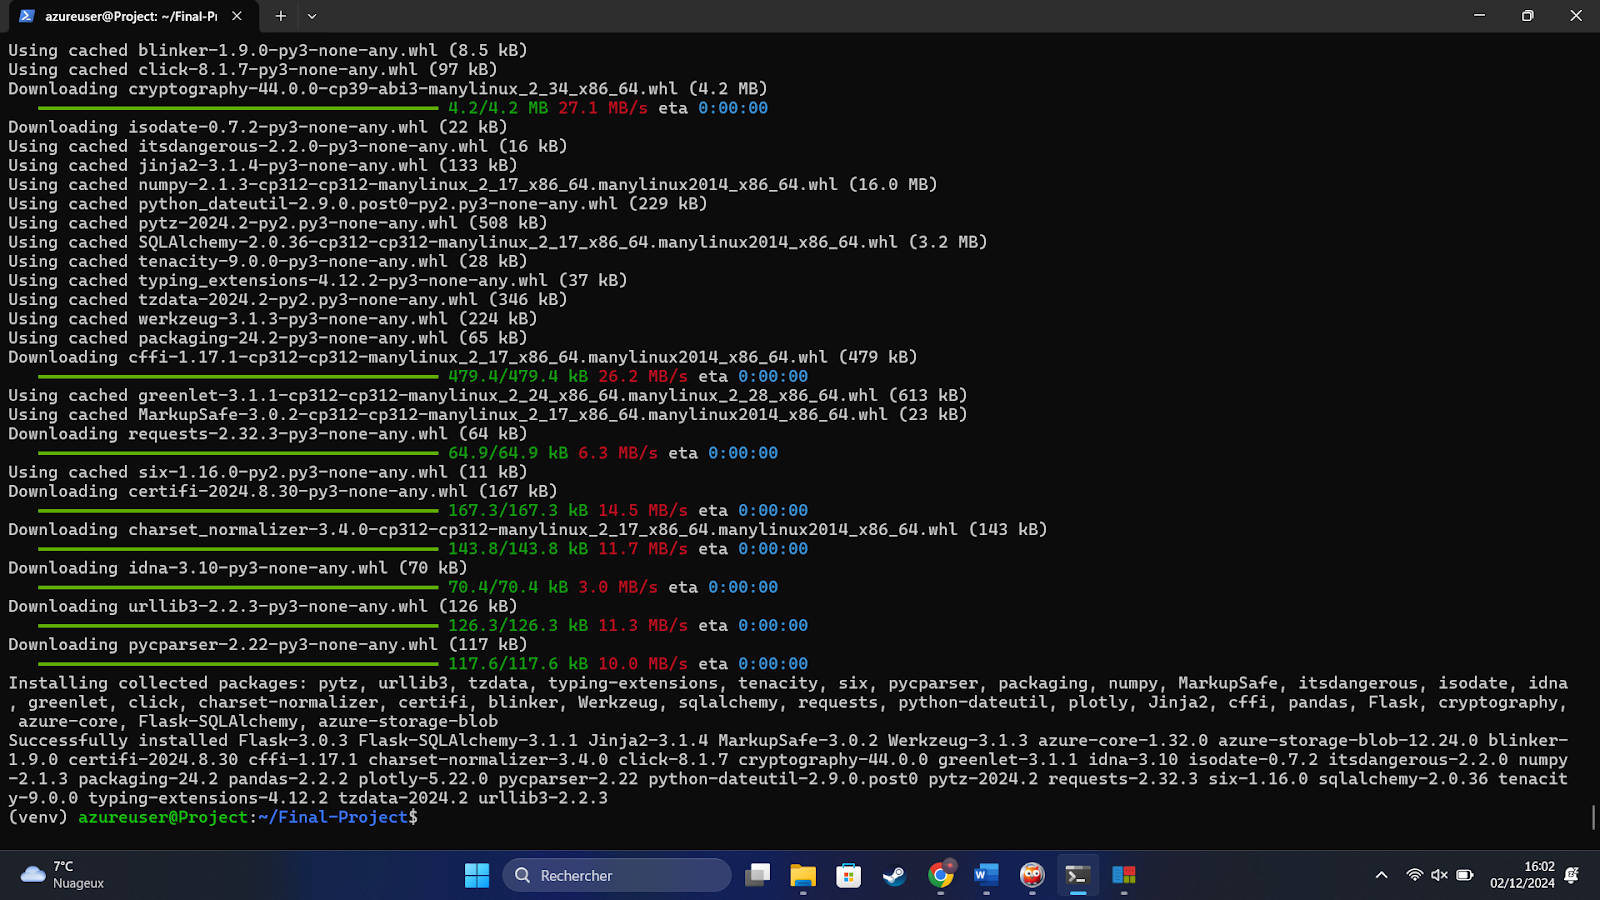 azureuser@Project: ~/Final-Pr
Using cached blinker-1.9.0-py3-none-any.whl (8.5 kB)
Using cached click-8.1.7-py3-none-any.whl (97 kB)
Downloading cryptography-44.0.0-cp39-abi3-manylinux_2_34_x86_64.whl (4.2 MB)
4.2/4.2 MB 27.1 MB/s eta 0:00:00
Downloading isodate-0.7.2-py3-none-any.whl (22 kB)
Using cached itsdangerous-2.2.0-py3-none-any.whl (16 kB)
Using cached jinja2-3.1.4-py3-none-any.whl (133 kB)
Using cached numpy-2.1.3-cp312-cp312-manylinux_2_17_x86_64.manylinux2014_x86_64.whl (16.0 MB)
Using cached python_dateutil-2.9.0.post0-py2.py3-none-any.whl (229 kB)
Using cached pytz-2024.2-py2.py3-none-any.whl (508 kB)
Using cached SQLAlchemy-2.0.36-cp312-cp312-manylinux_2_17_x86_64.manylinux2014_x86_64.whl (3.2 MB)
Using cached tenacity-9.0.0-py3-none-any.whl (28 kB)
Using cached typing_extensions-4.12.2-py3-none-any.whl (37 kB)
Using cached tzdata-2024.2-py2.py3-none-any.whl (346 kB)
Using cached werkzeug-3.1.3-py3-none-any.whl (224 kB)
Using cached packaging-24.2-py3-none-any.whl (65 kB)
Downloading cffi-1.17.1-cp312-cp312-manylinux_2_17_x86_64.manylinux2014_x86_64.whl (479 kB)
479.4/479.4 kB 26.2 MB/s eta 0:00:00
Using cached greenlet-3.1.1-cp312-cp312-manylinux_2_24_x86_64.manylinux_2_28_x86_64.whl (613 kB)
Using cached MarkupSafe-3.0.2-cp312-cp312-manylinux_2_17_x86_64.manylinux2014_x86_64.whl (23 kB)
Downloading requests-2.32.3-py3-none-any.whl (64 kB)
64.9/64.9 kB 6.3 MB/s eta 0:00:00
Using cached six-1.16.0-py2.py3-none-any.whl (11 kB)
Downloading certifi-2024.8.30-py3-none-any.whl (167 kB)
167.3/167.3 kB 14.5 MB/s eta 0:00:00
Downloading charset_normalizer-3.4.0-cp312-cp312-manylinux_2_17_x86_64.manylinux2014_x86_64.whl (143 kB)
143.8/143.8 kB 11.7 MB/s eta 0:00:00
Downloading idna-3.10-py3-none-any.whl (70 kB)
70.4/70.4 kB 3.0 MB/s eta 0:00:00
Downloading urllib3-2.2.3-py3-none-any.whl (126 kB)
126.3/126.3 kB 11.3 MB/s eta 0:00:00
Downloading pycparser-2.22-py3-none-any.whl (117 kB)
117.6/117.6 kB 10.0 MB/s eta 0:00:00
Installing collected packages: pytz, urllib3, tzdata, typing-extensions, tenacity, six, pycparser, packaging, numpy, MarkupSafe, itsdangerous, isodate, idna
, greenlet, click, charset-normalizer, certifi, blinker, Werkzeug, sqlalchemy, requests, python-dateutil, plotly, Jinja2, cffi, pandas, Flask, cryptography,
azure-core, Flask-SQLAlchemy, azure-storage-blob
Successfully installed Flask-3.0.3 Flask-SQLAlchemy-3.1.1 Jinja2-3.1.4 MarkupSafe-3.0.2 Werkzeug-3.1.3 azure-core-1.32.0 azure-storage-blob-12.24.0 blinker-
1.9.0 certifi-2024.8.30 cffi-1.17.1 charset-normalizer-3.4.0 click-8.1.7 cryptography-44.0.0 greenlet-3.1.1 idna-3.10 isodate-0.7.2 itsdangerous-2.2.0 numpy
-2.1.3 packaging-24.2 pandas-2.2.2 plotly-5.22.0 pycparser-2.22 python-dateutil-2.9.0.post0 pytz-2024.2 requests-2.32.3 six-1.16.0 sqlalchemy-2.0.36 tenacit
y-9.0.0 typing-extensions-4.12.2 tzdata-2024.2 urllib3-2.2.3
(venv) azureuser@Project:~/Final-Project$
7°C
Nuageux
Rechercher
16:02
02/12/2024